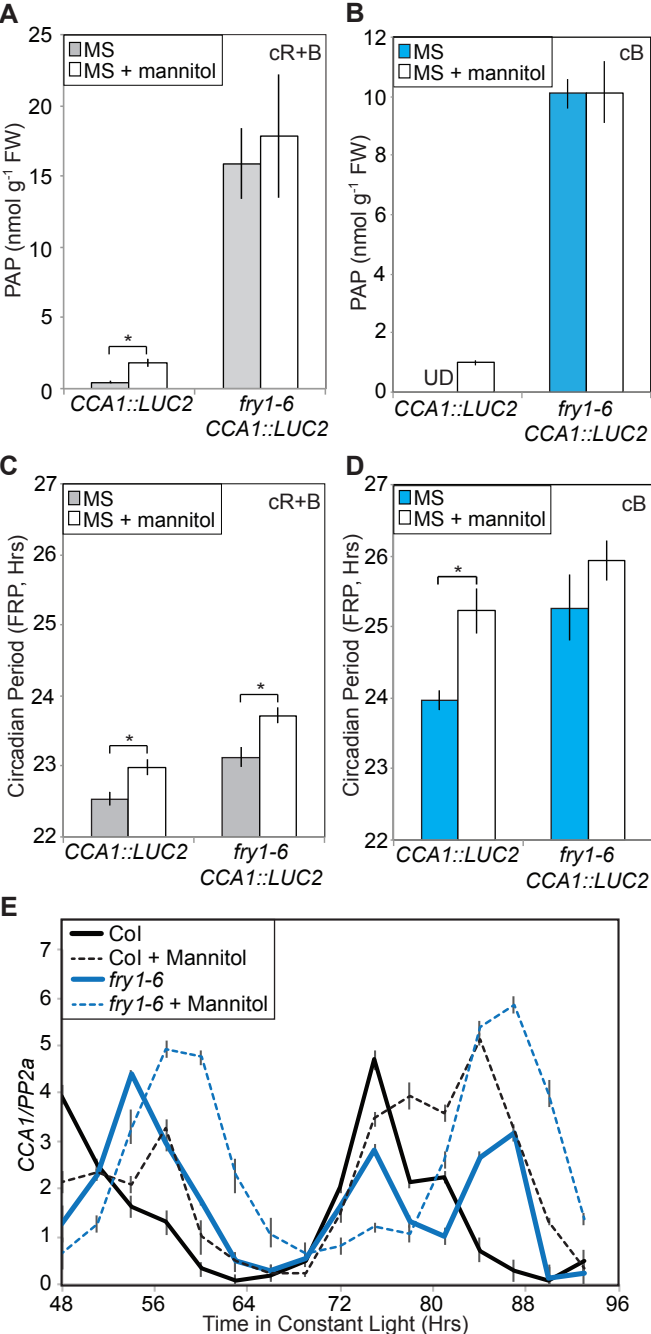 A
25
20
15
10
5
0
PAP (nmol g⁻¹ FW)
MS
MS + mannitol
cR+B
*
CCA1::LUC2
fry1-6
CCA1::LUC2
B
12
10
8
6
4
2
0
PAP (nmol g⁻¹ FW)
MS
MS + mannitol
cB
UD
CCA1::LUC2
fry1-6
CCA1::LUC2
C
27
26
25
24
23
22
Circadian Period (FRP, Hrs)
MS
MS + mannitol
cR+B
*
*
CCA1::LUC2
fry1-6
CCA1::LUC2
D
27
26
25
24
23
22
Circadian Period (FRP, Hrs)
MS
MS + mannitol
cB
*
CCA1::LUC2
fry1-6
CCA1::LUC2
E
7
6
5
4
3
2
1
0
CCA1/PP2a
Col
Col + Mannitol
fry1-6
fry1-6 + Mannitol
48 56 64 72 80 88 96
Time in Constant Light (Hrs)